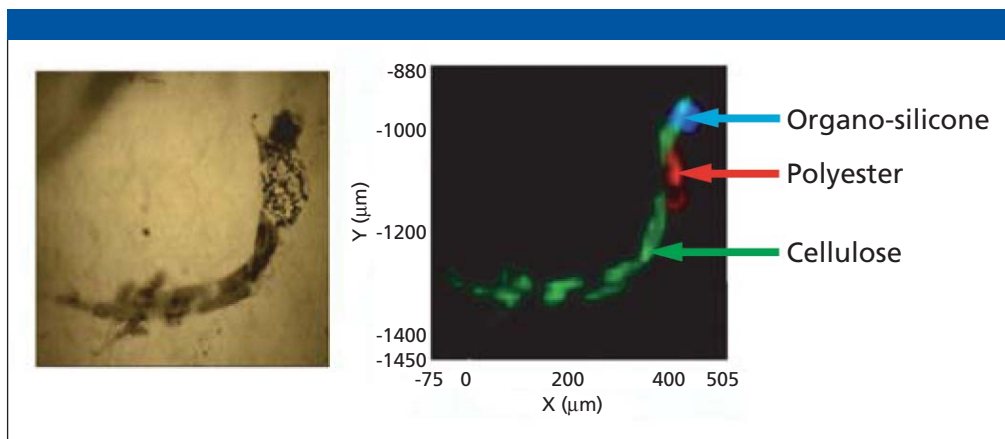 -880
-1000
-1200
-1400
-1450
Y (μm)
-75 0 200 400 505
X (μm)
Organo-silicone
Polyester
Cellulose